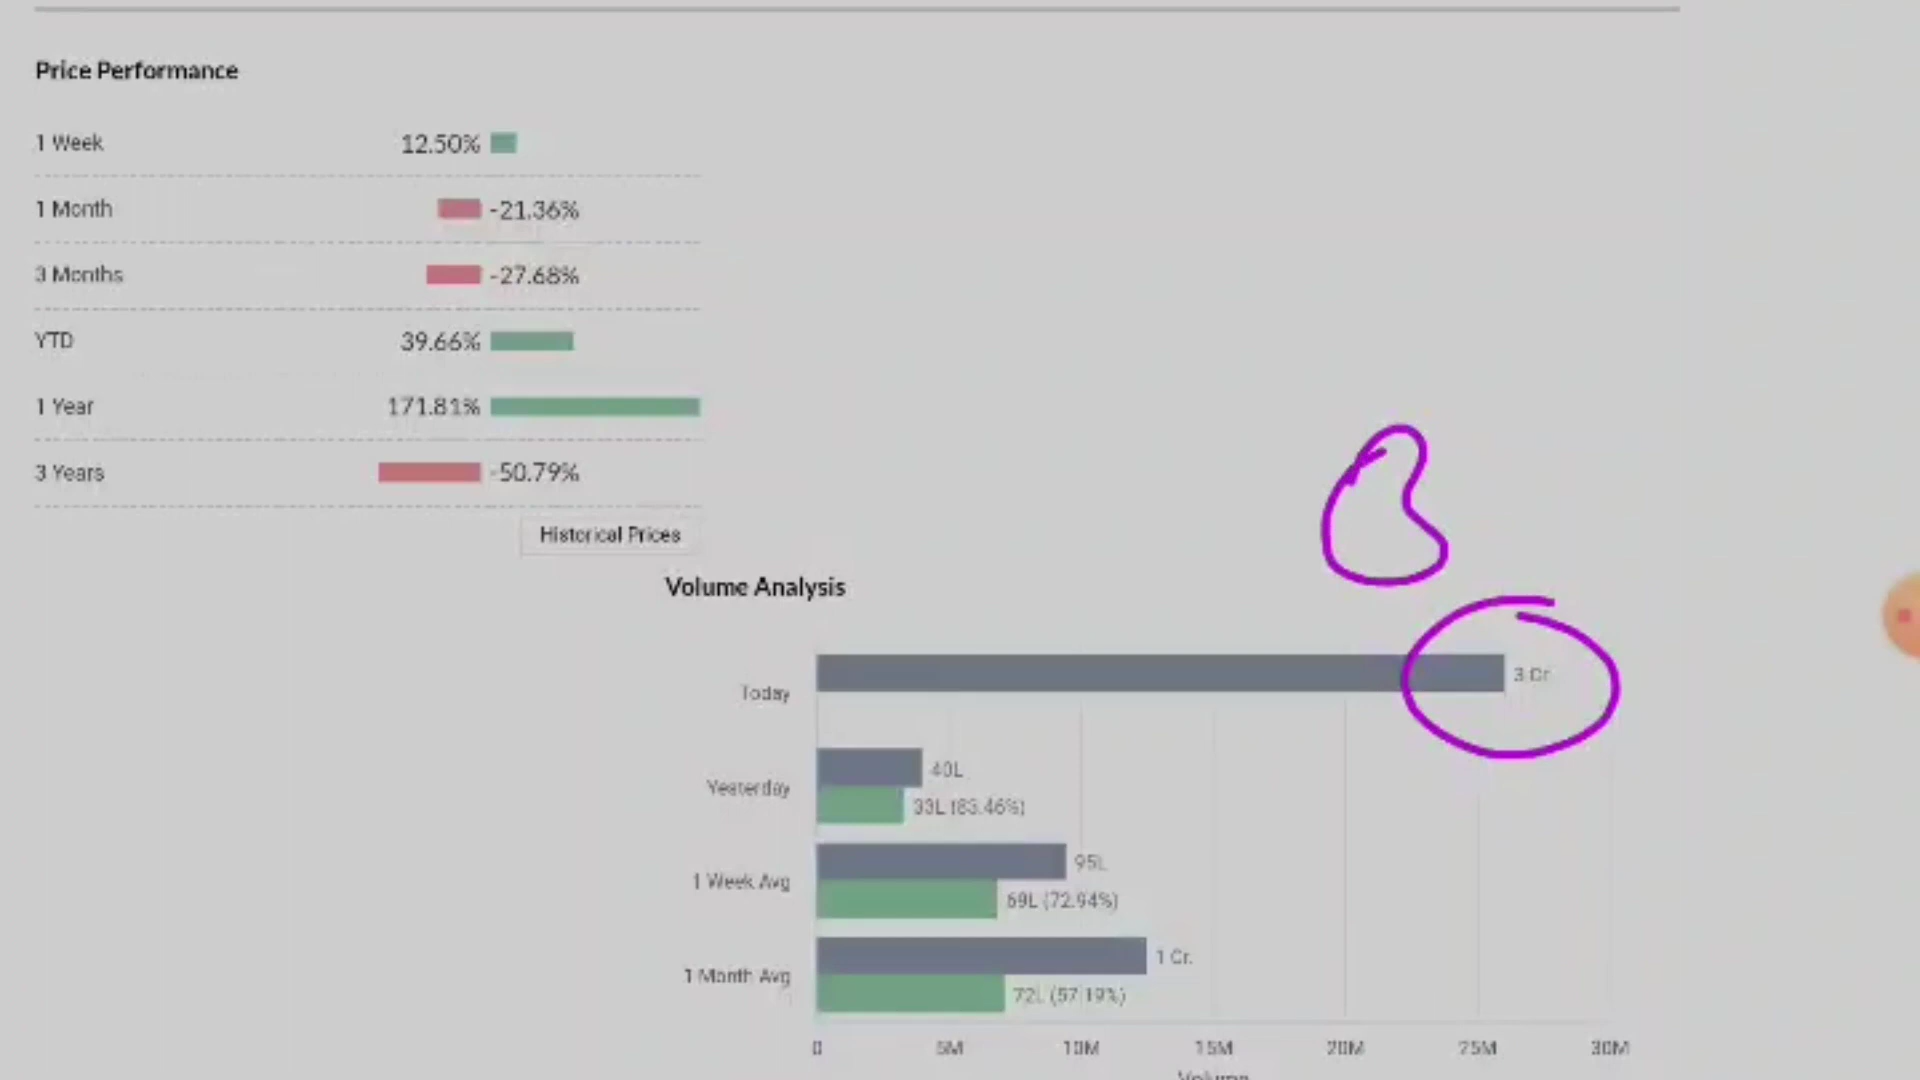 Price Performance
1 Week 12.50%
1 Month -21.36%
3 Months -27.68%
YTD 39.66%
1 Year 171.81%
3 Years -50.79%
Historical Prices
Volume Analysis
Today 3 Cr
Yesterday 40L
33L (83.46%)
1 Week Avg 95L
69L (72.94%)
1 Month Avg 1 Cr.
72L (57.19%)
0 5M 10M 15M 20M 25M 30M
Volume